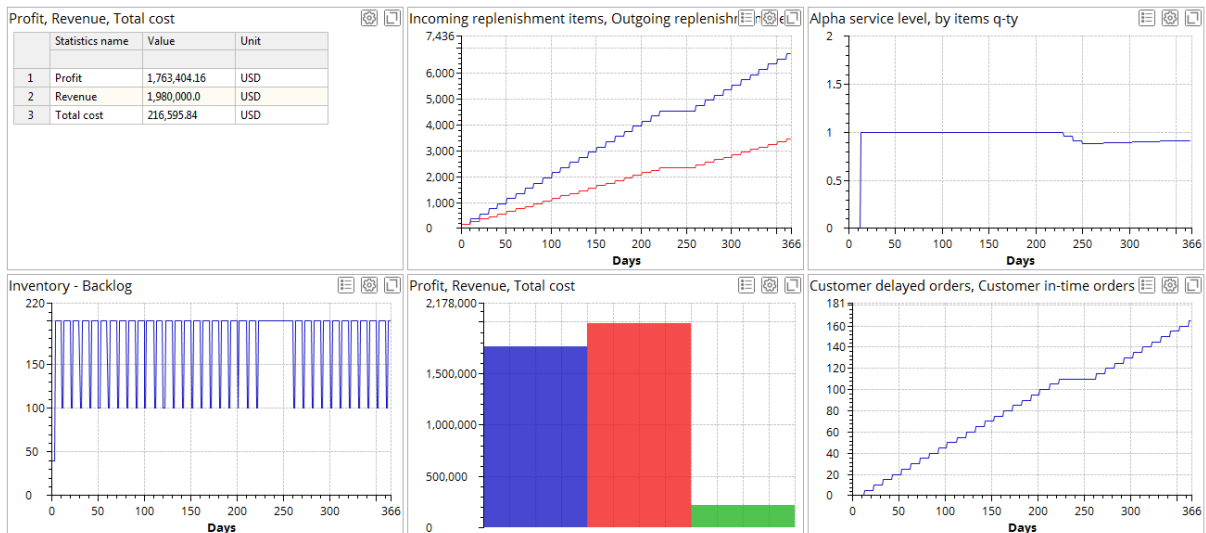 Profit, Revenue, Total cost
Statistics name Value Unit
1 Profit 1,763,404.16 USD
2 Revenue 1,980,000.0 USD
3 Total cost 216,595.84 USD
Incoming replenishment items, Outgoing
7,436
6,000
5,000
4,000
3,000
2,000
1,000
0
0 50 100 150 200 250 300 366
Days
Alpha service level, by items q-ty
2
1.5
1
0.5
0
0 50 100 150 200 250 300 366
Days
Inventory - Backlog
220
150
100
50
0
0 50 100 150 200 250 300 366
Days
Profit, Revenue, Total cost
2,178,000
1,500,000
1,000,000
500,000
0
Customer delayed orders, Customer in-time orders
181
160
140
120
100
80
60
40
20
0
0 50 100 150 200 250 300 366
Days